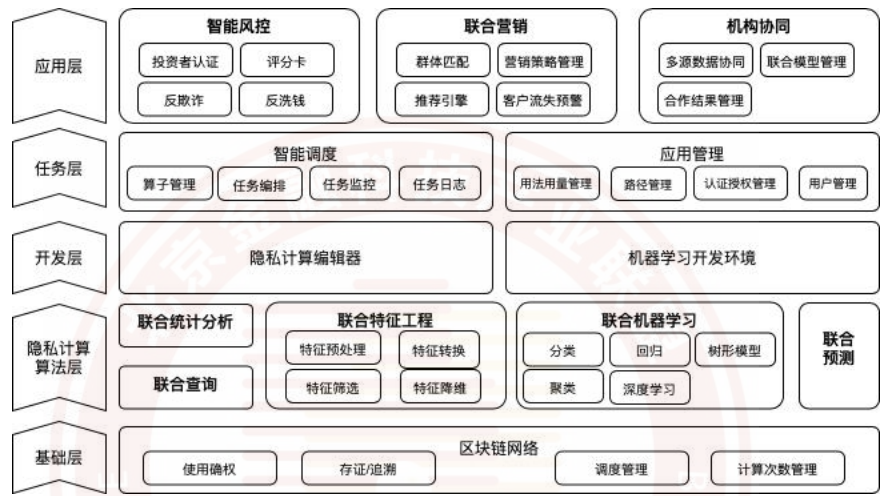 应用层
智能风控
投资者认证
评分卡
反欺诈
反洗钱
联合营销
群体匹配
营销策略管理
推荐引擎
客户流失预警
机构协同
多源数据协同
联合模型管理
合作结果管理
任务层
智能调度
算子管理
任务编排
任务监控
任务日志
应用管理
用法用量管理
路径管理
认证授权管理
用户管理
开发层
隐私计算编辑器
机器学习开发环境
隐私计算
算法层
联合统计分析
联合查询
联合特征工程
特征预处理
特征转换
特征筛选
特征降维
联合机器学习
分类
回归
树形模型
聚类
深度学习
联合
预测
基础层
区块链网络
使用确权
存证/追溯
调度管理
计算次数管理